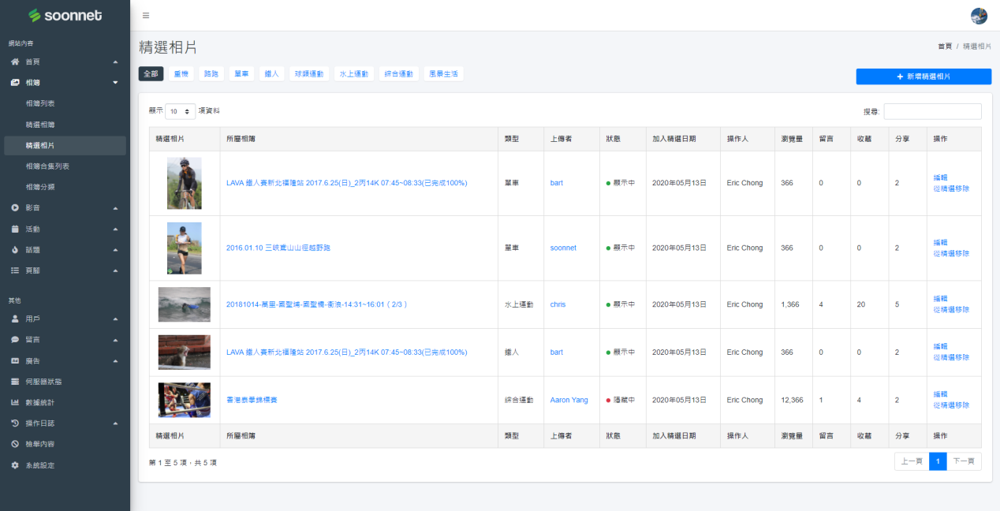 soonnet
網站內容
首頁
相簿
相簿列表
精選相簿
精選相片
相簿合集列表
相簿分類
影音
活動
話題
頁腳
其他
用戶
留言
廣告
伺服器狀態
數據統計
操作日誌
檢舉內容
系統設定
精選相片
首頁 / 精選相片
全部 重機 路跑 單車 鐵人 球類運動 水上運動 綜合運動 風景生活
+ 新增精選相片
顯示 10 項資料
搜尋:
精選相片 所屬相簿 類型 上傳者 狀態 加入精選日期 操作人 瀏覽量 留言 收藏 分享 操作
LAVA 鐵人賽新北福隆站 2017.6.25(日)_2丙14K 07:45~08:33(已完成100%) 單車 bart 顯示中 2020年05月13日 Eric Chong 366 0 0 2 編輯
從精選移除
2016.01.10 三峽鳶山山徑越野跑 單車 soonnet 顯示中 2020年05月13日 Eric Chong 366 0 0 2 編輯
從精選移除
20181014-萬里-國聖埔-國聖橋-衝浪-14:31~16:01 ( 2/3 ) 水上運動 chris 顯示中 2020年05月13日 Eric Chong 1,366 4 20 5 編輯
從精選移除
LAVA 鐵人賽新北福隆站 2017.6.25(日)_2丙14K 07:45~08:33(已完成100%) 鐵人 bart 顯示中 2020年05月13日 Eric Chong 366 0 0 2 編輯
從精選移除
香港泰拳錦標賽 綜合運動 Aaron Yang 隱藏中 2020年05月13日 Eric Chong 12,366 1 4 2 編輯
從精選移除
精選相片 所屬相簿 類型 上傳者 狀態 加入精選日期 操作人 瀏覽量 留言 收藏 分享 操作
第 1 至 5 項，共 5 項
上一頁 1 下一頁